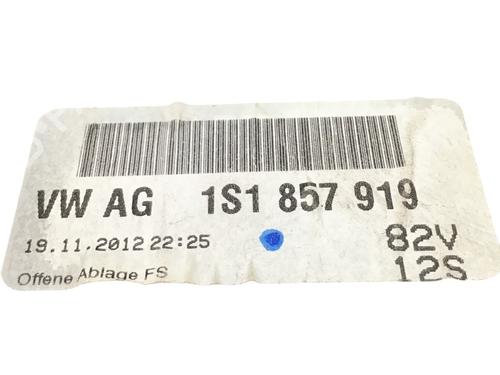 VW AG 1S1 857 919
19.11.2012 22:25 82V
Offene Ablage FS 12S